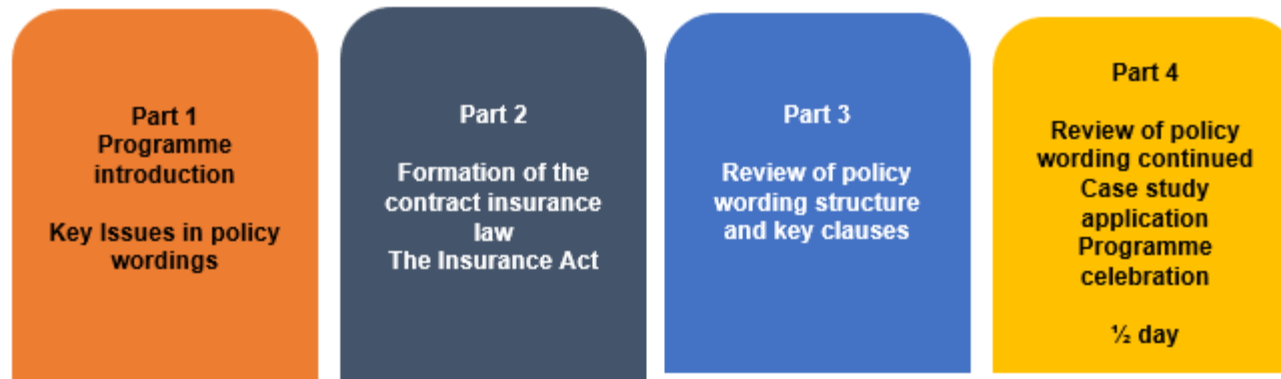 Part 1
Programme
introduction
Key Issues in policy
wordings
Part 2
Formation of the
contract insurance
law
The Insurance Act
Part 3
Review of policy
wording structure
and key clauses
Part 4
Review of policy
wording continued
Case study
application
Programme
celebration
½ day